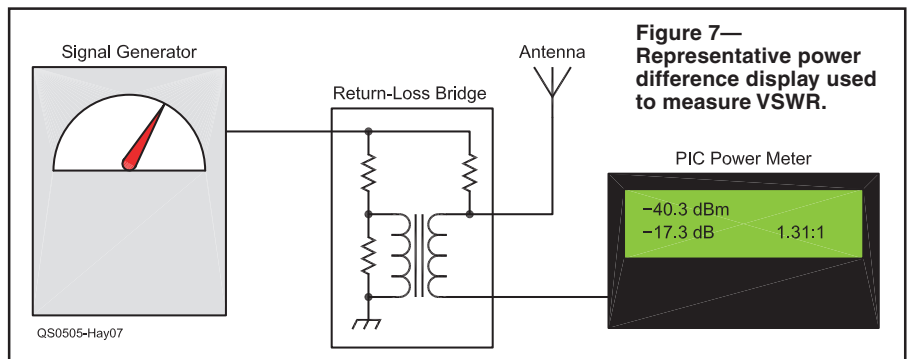 Signal Generator
Return-Loss Bridge
Antenna
Figure 7—
Representative power
difference display used
to measure VSWR.
PIC Power Meter
−40.3 dBm
−17.3 dB 1.31:1
QS0505-Hay07